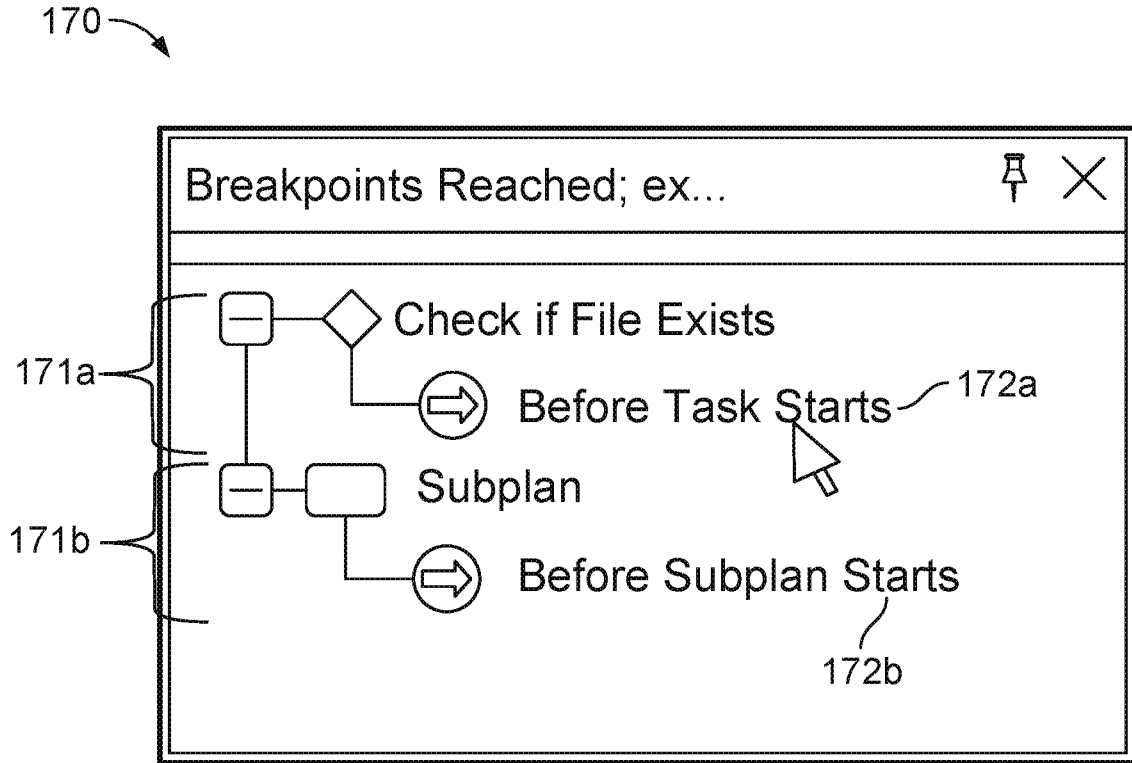 170
Breakpoints Reached; ex...
Check if File Exists
171a
Before Task Starts
172a
Subplan
171b
Before Subplan Starts
172b